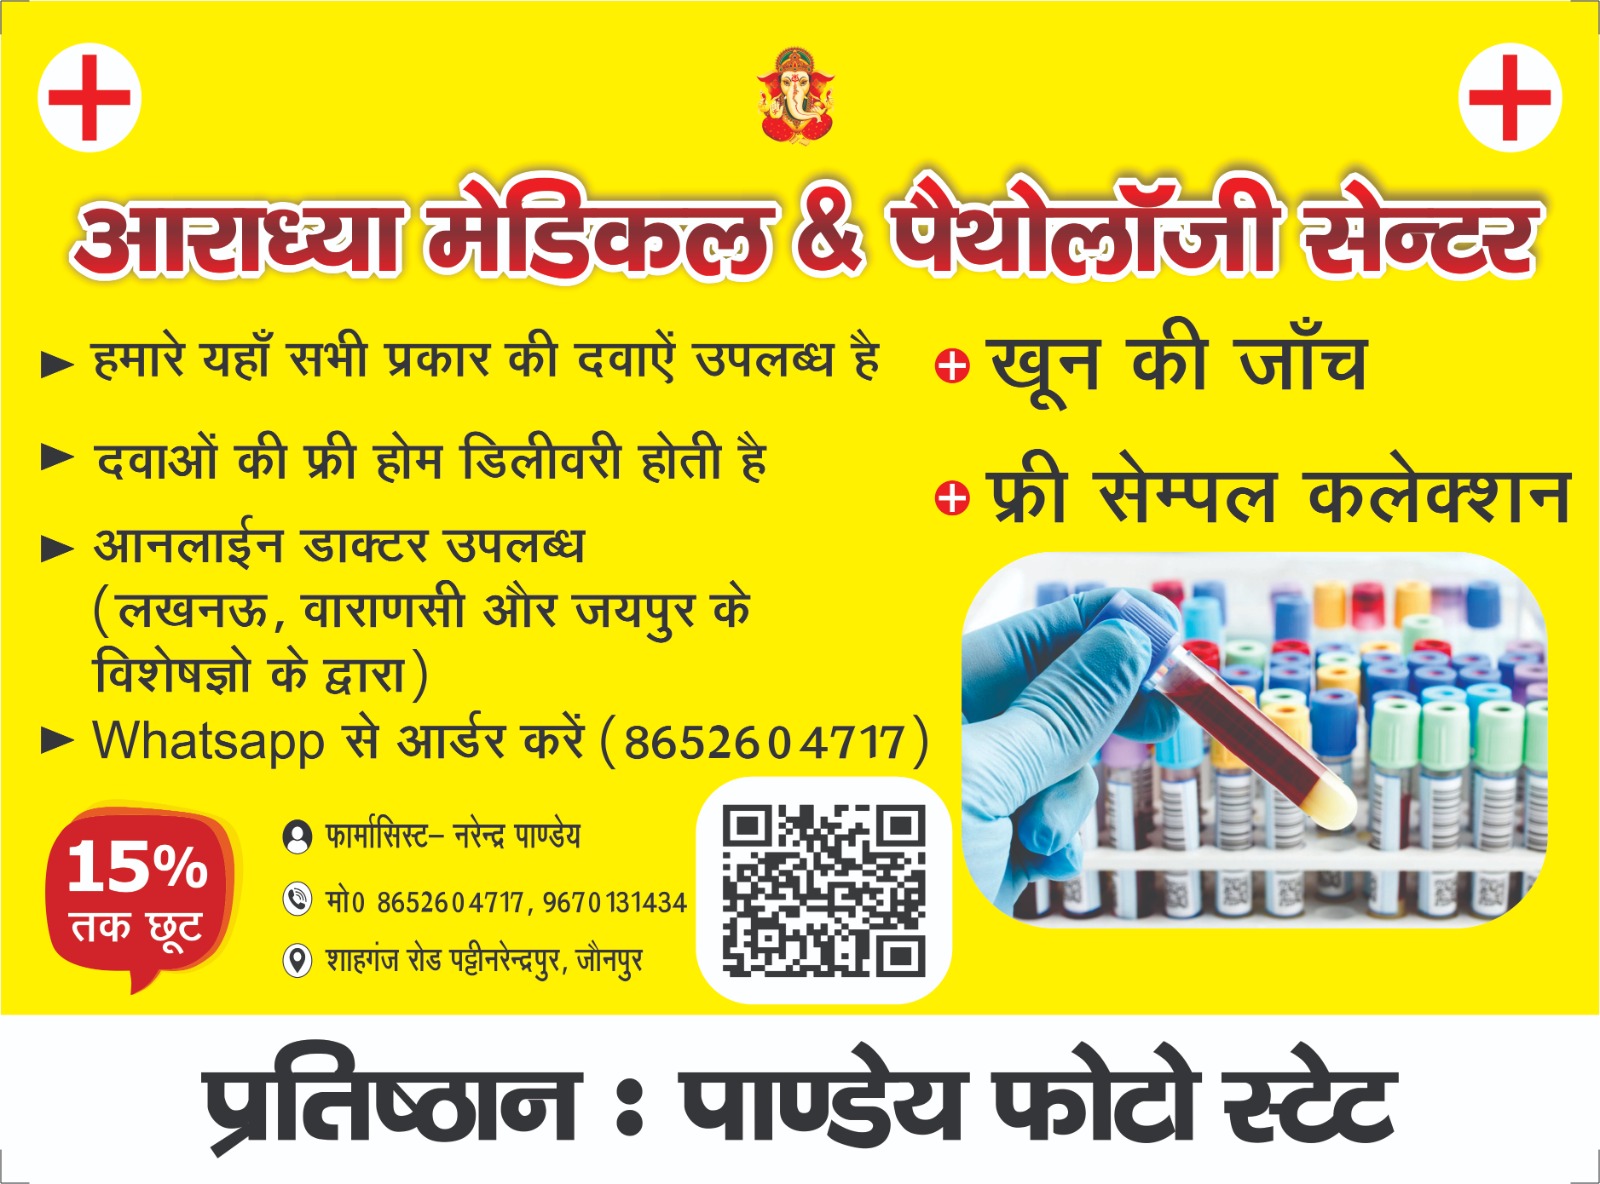 आराध्या मेडिकल & पैथोलॉजी सेन्टर
हमारे यहाँ सभी प्रकार की दवाऐं उपलब्ध है
दवाओं की फ्री होम डिलीवरी होती है
आनलाईन डाक्टर उपलब्ध
(लखनऊ, वाराणसी और जयपुर के
विशेषज्ञो के द्वारा)
Whatsapp से आर्डर करें (8652604717)
खून की जाँच
फ्री सेम्पल कलेक्शन
15%
तक छूट
फार्मासिस्ट– नरेन्द्र पाण्डेय
मो0 8652604717, 9670131434
शाहगंज रोड पट्टीनरेन्द्रपुर, जौनपुर
प्रतिष्ठान : पाण्डेय फोटो स्टेट